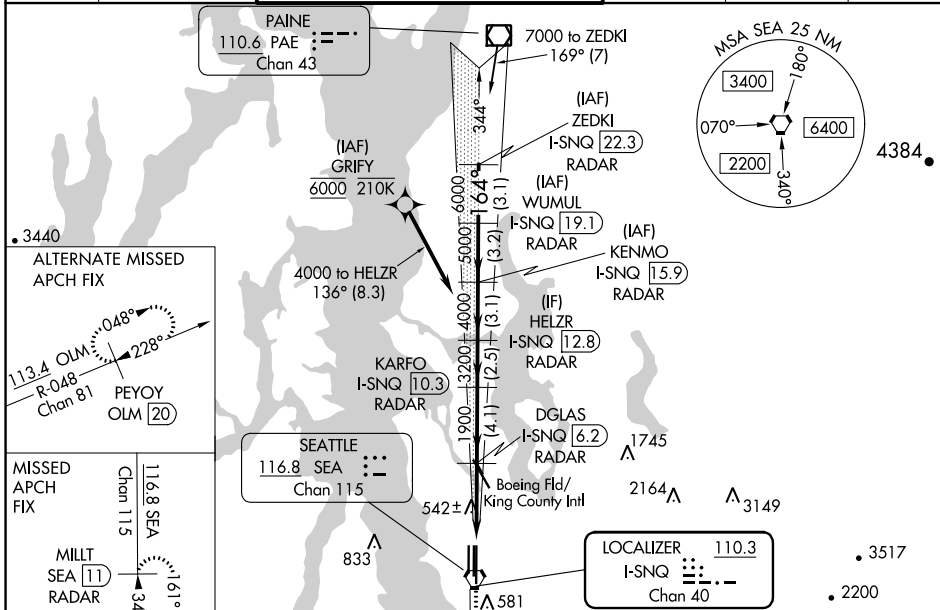 PAINE
110.6 PAE
Chan 43
7000 to ZEDKI
169° (7)
MSA SEA 25 NM
180°
3400
070°
6400
2200
340°
4384
344°
(IAF)
ZEDKI
I-SNQ 22.3
RADAR
(IAF)
GRIFY
6000 210K
6000
164°
(3.1)
(IAF)
WUMUL
I-SNQ 19.1
RADAR
3440
5000
(3.2)
(IAF)
KENMO
I-SNQ 15.9
RADAR
4000 to HELZR
136° (8.3)
4000
(3.1)
(IF)
HELZR
I-SNQ 12.8
RADAR
ALTERNATE MISSED
APCH FIX
048°
228°
113.4 OLM
R-048
Chan 81
PEYOY
OLM 20
3200
(2.5)
KARFO
I-SNQ 10.3
RADAR
1900
(4.1)
DGLAS
I-SNQ 6.2
RADAR
1745
SEATTLE
116.8 SEA
Chan 115
Boeing Fld/
King County Intl
542±
2164
3149
MISSED
APCH
FIX
116.8 SEA
Chan 115
MILLT
SEA 11
RADAR
161°
34
833
LOCALIZER 110.3
I-SNQ
Chan 40
3517
2200
581